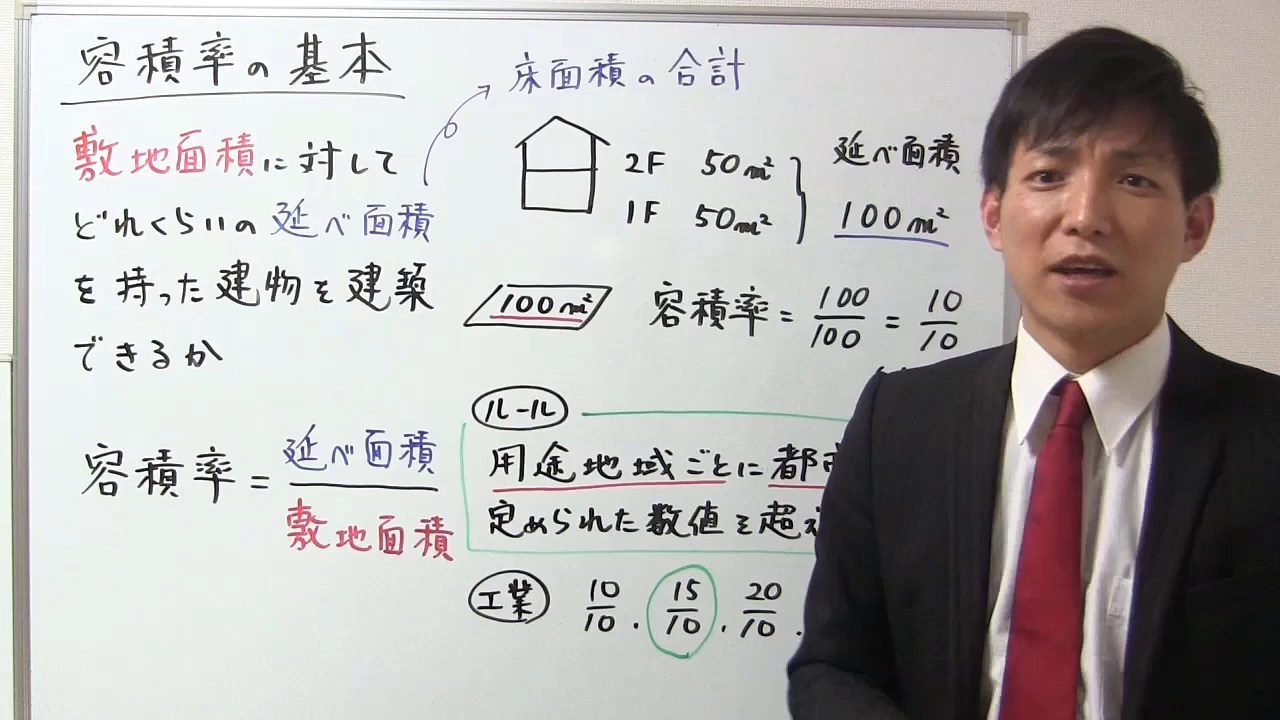 容積率の基本
敷地面積に対して
どれくらいの延べ面積
を持った建物を建築
できるか
容積率 = 延べ面積 / 敷地面積
床面積の合計
2F 50m²
1F 50m²
延べ面積
100m²
100m²
容積率 = 100/100 = 10/10
ルール
用途地域ごとに都市
定められた数値を超え
工業 10/10 . 15/10 . 20/10 .